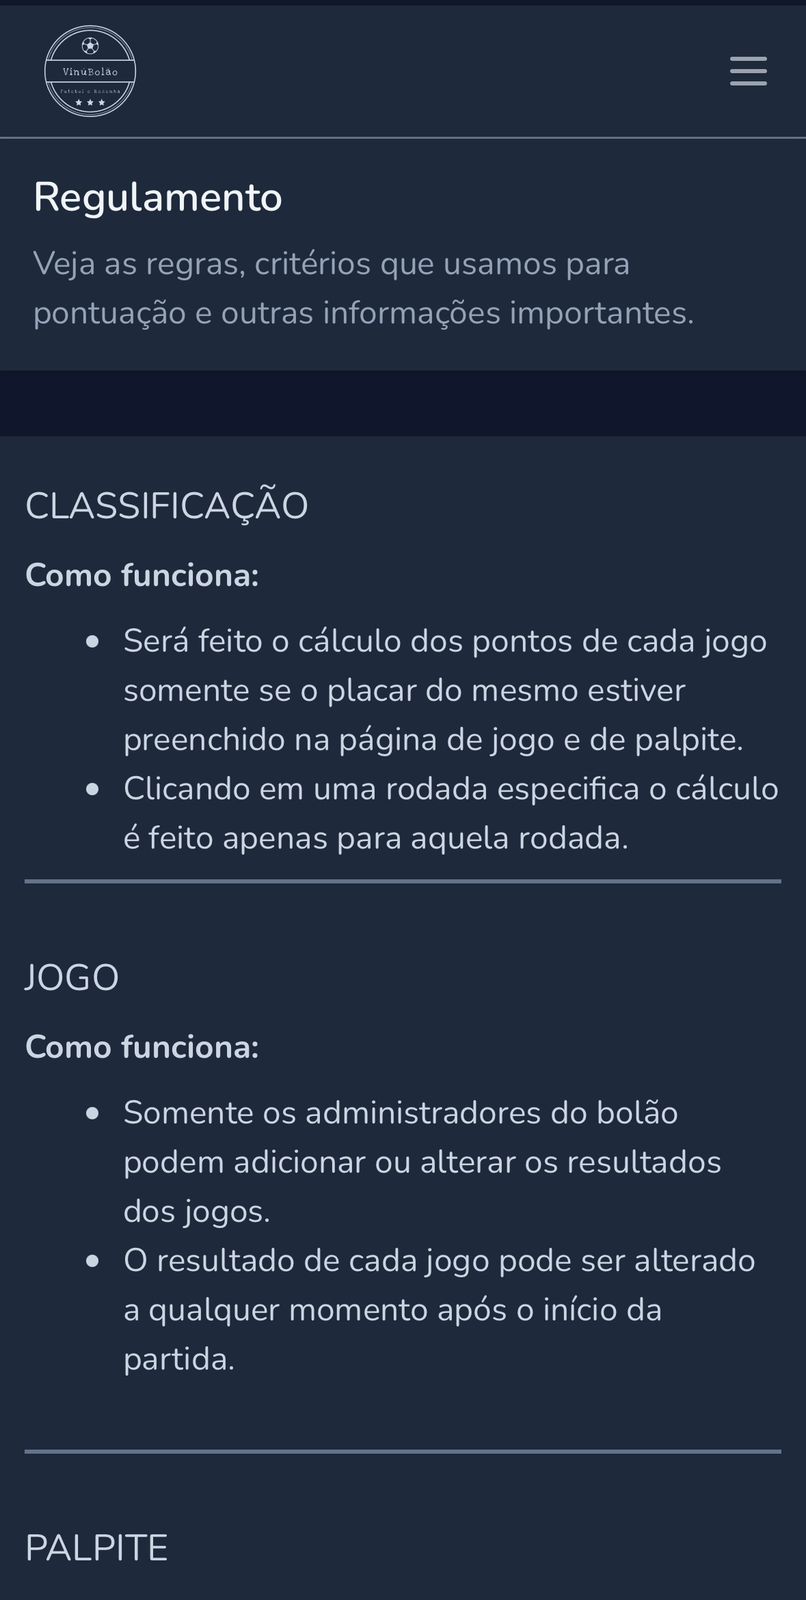 VinuBolão
Futebol e Resenha
Regulamento
Veja as regras, critérios que usamos para
pontuação e outras informações importantes.
CLASSIFICAÇÃO
Como funciona:
Será feito o cálculo dos pontos de cada jogo
somente se o placar do mesmo estiver
preenchido na página de jogo e de palpite.
Clicando em uma rodada especifica o cálculo
é feito apenas para aquela rodada.
JOGO
Como funciona:
Somente os administradores do bolão
podem adicionar ou alterar os resultados
dos jogos.
O resultado de cada jogo pode ser alterado
a qualquer momento após o início da
partida.
PALPITE